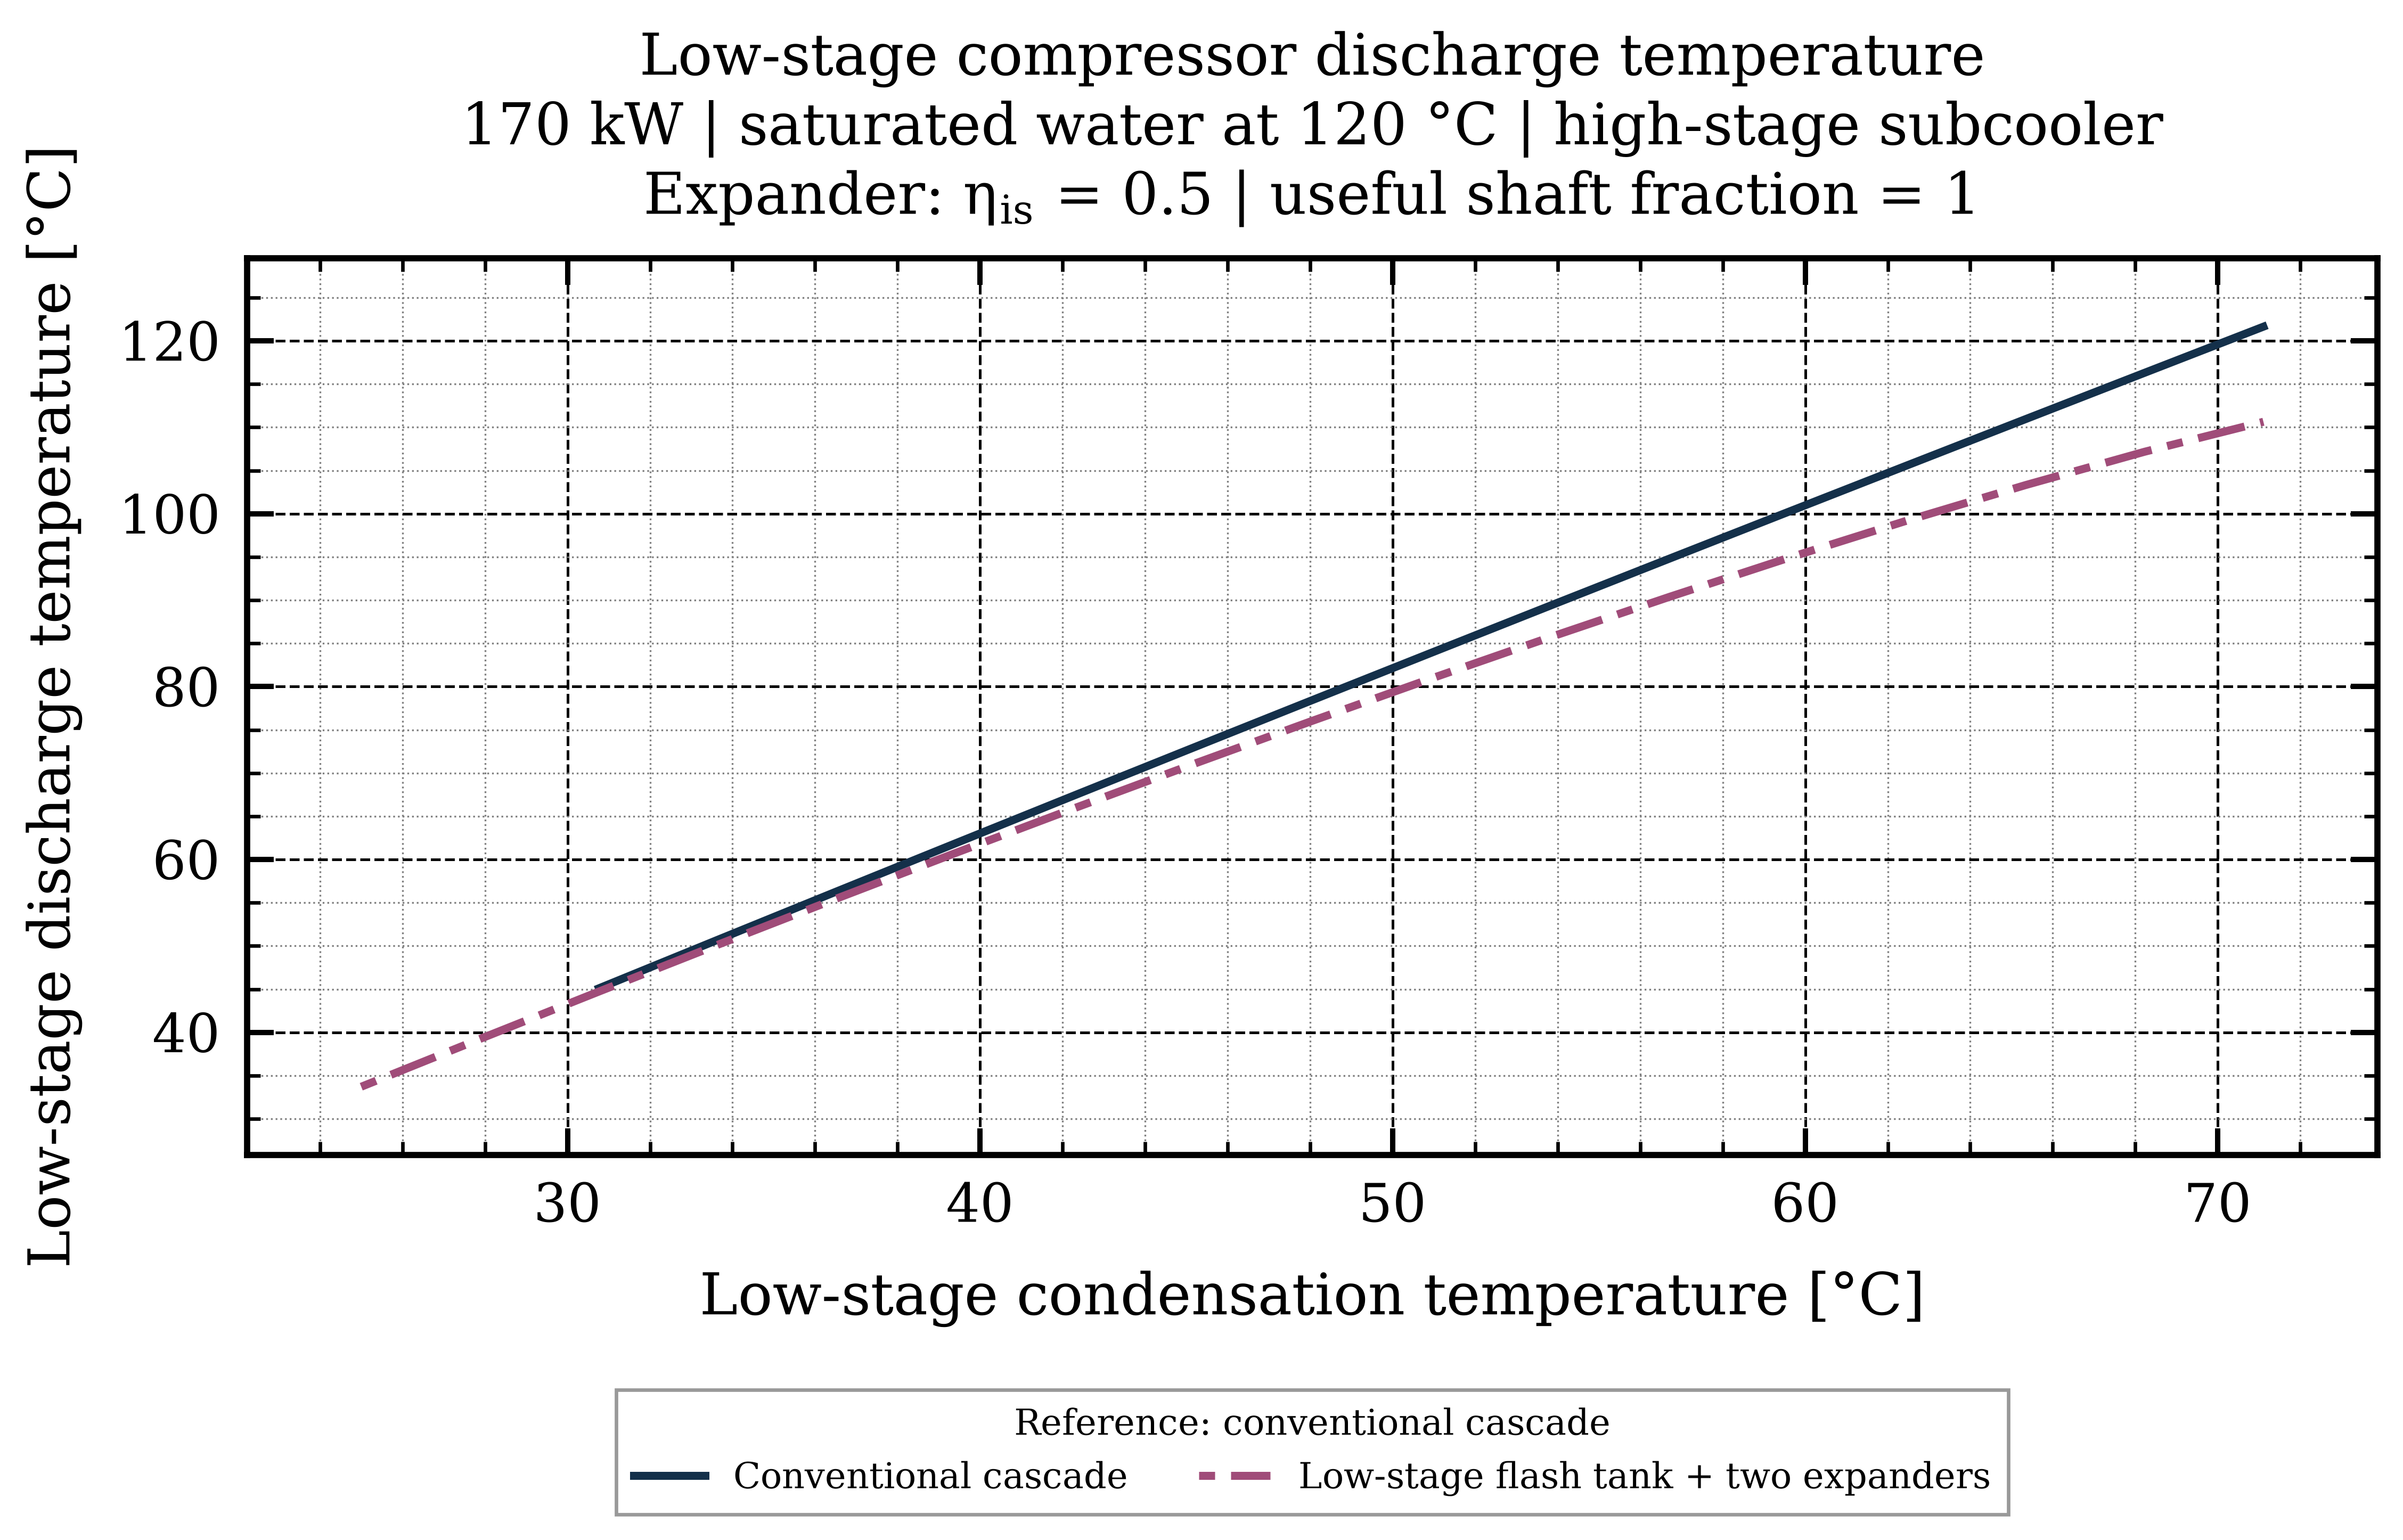 Low-stage compressor discharge temperature
170 kW | saturated water at 120 °C | high-stage subcooler
Expander: ηis = 0.5 | useful shaft fraction = 1
Low-stage discharge temperature [°C]
120
100
80
60
40
30 40 50 60 70
Low-stage condensation temperature [°C]
Reference: conventional cascade
Conventional cascade Low-stage flash tank + two expanders